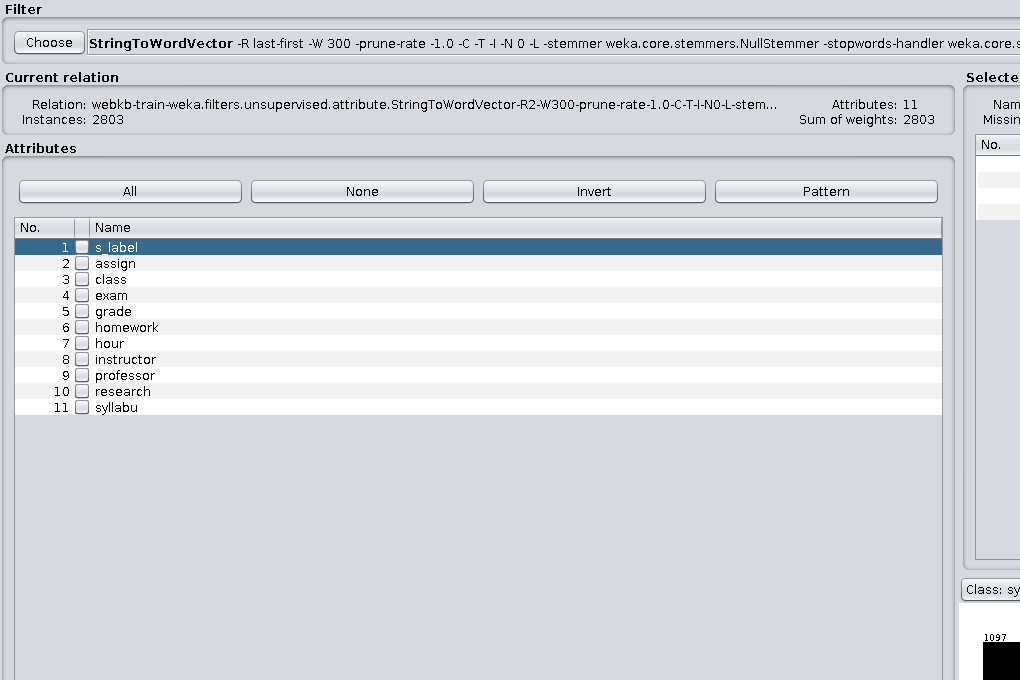 Filter
Choose StringToWordVector -R last-first -W 300 -prune-rate -1.0 -C -T -I -N 0 -L -stemmer weka.core.stemmers.NullStemmer -stopwords-handler weka.core.s
Current relation
Relation: webkb-train-weka.filters.unsupervised.attribute.StringToWordVector-R2-W300-prune-rate-1.0-C-T-I-N0-L-stem... Attributes: 11
Instances: 2803 Sum of weights: 2803
Selecte
Nam
Missin
No.
Attributes
All None Invert Pattern
No. Name
1 s_label
2 assign
3 class
4 exam
5 grade
6 homework
7 hour
8 instructor
9 professor
10 research
11 syllabu
Class: sy
1097